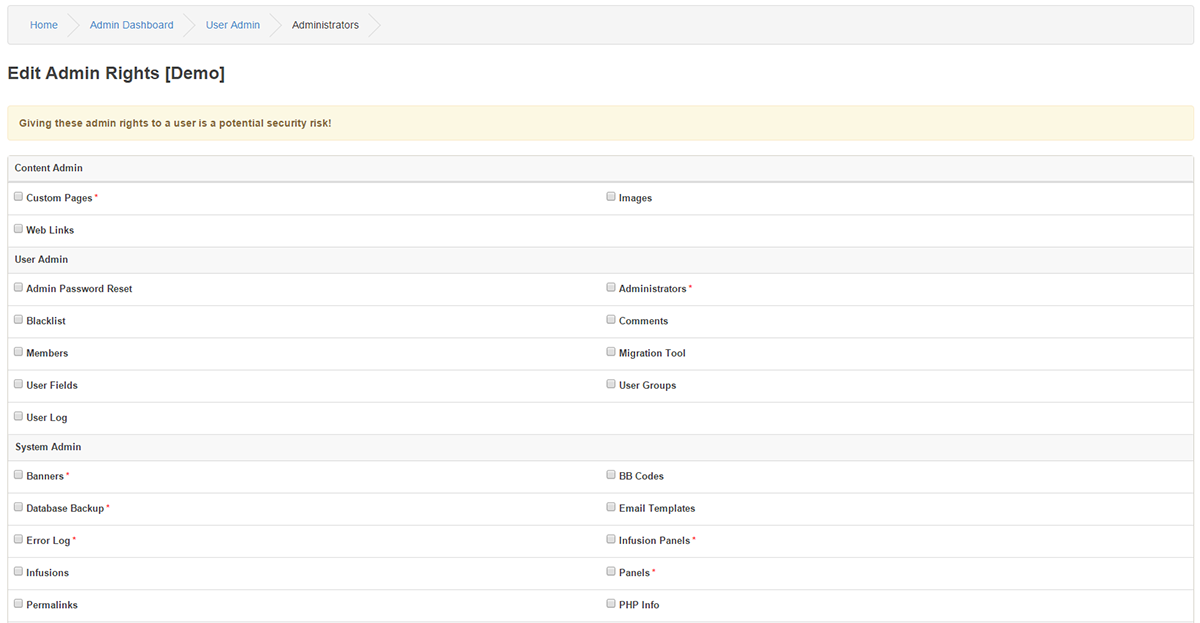 Home Admin Dashboard User Admin Administrators
Edit Admin Rights [Demo]
Giving these admin rights to a user is a potential security risk!
Content Admin
Custom Pages * Images
Web Links
User Admin
Admin Password Reset Administrators *
Blacklist Comments
Members Migration Tool
User Fields User Groups
User Log
System Admin
Banners * BB Codes
Database Backup * Email Templates
Error Log * Infusion Panels *
Infusions Panels *
Permalinks PHP Info